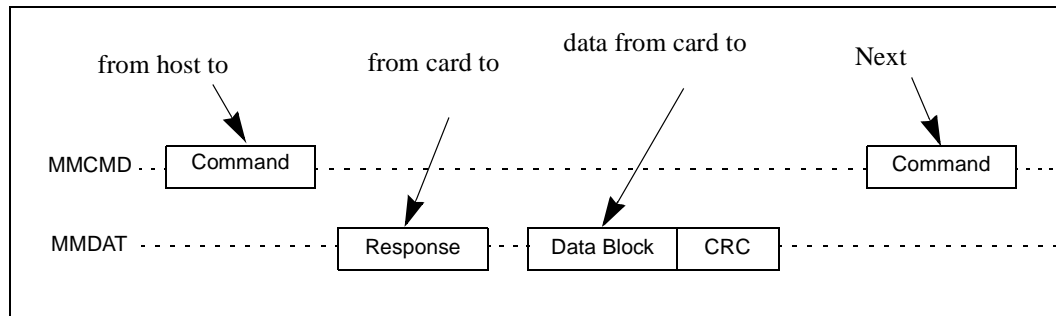 from host to
from card to
data from card to
Next
MMCMD
Command
Command
MMDAT
Response
Data Block
CRC